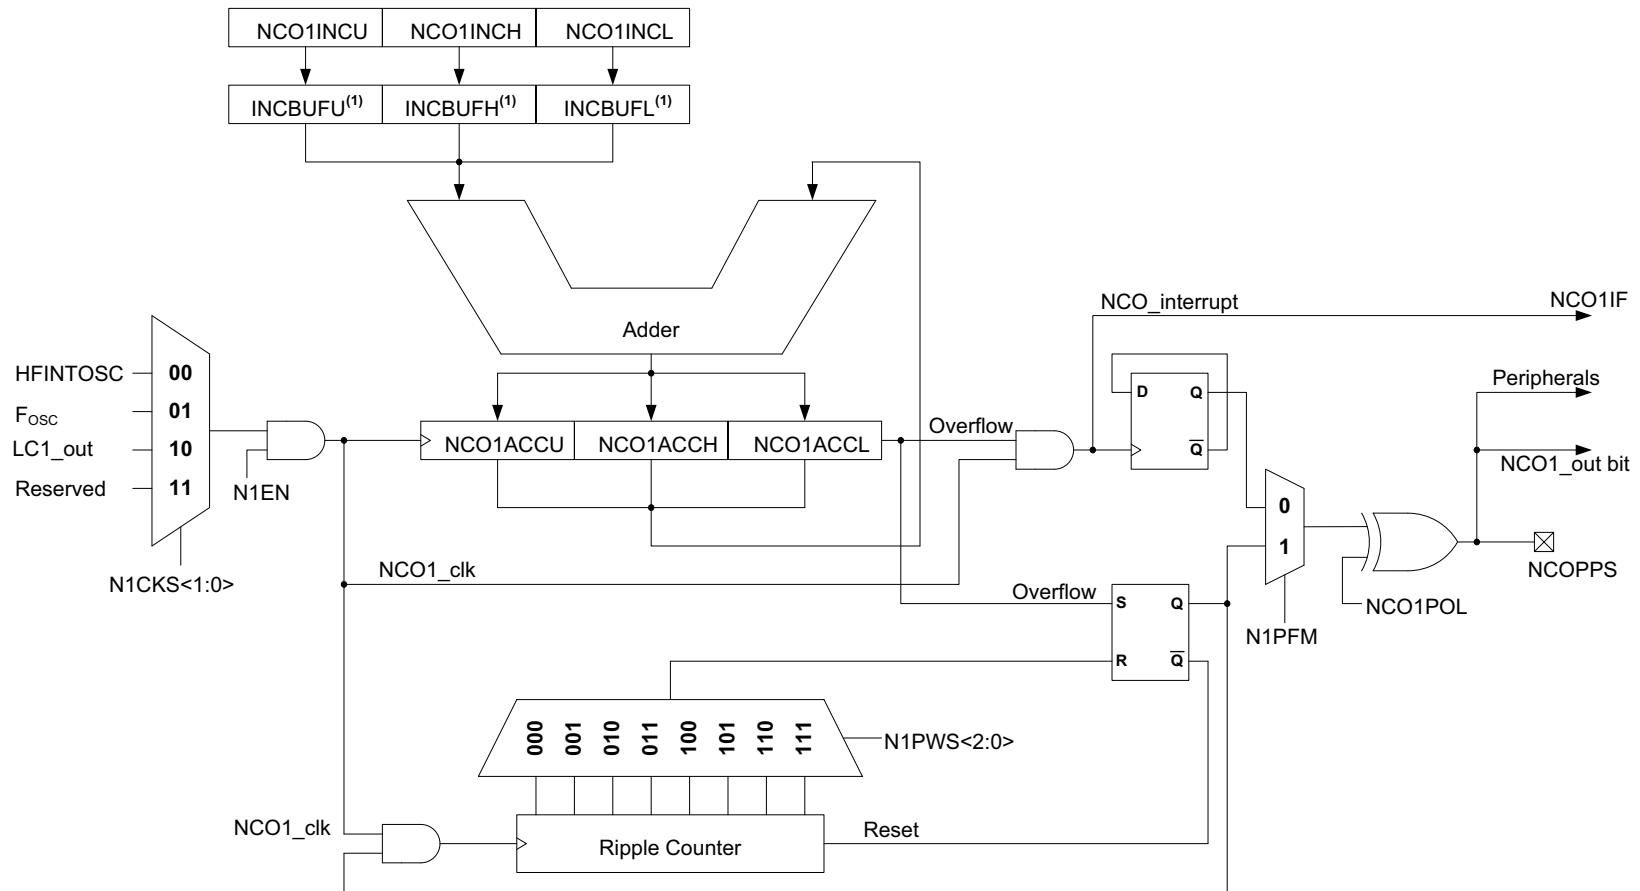 NCO1INCU NCO1INCH NCO1INCL
INCBUFU(1) INCBUFH(1) INCBUFL(1)
Adder
NCO_interrupt
NCO1IF
HFINTOSC 00
FOSC 01
LC1_out 10
Reserved 11
N1EN
N1CKS<1:0>
NCO1ACCU NCO1ACCH NCO1ACCL
Overflow
D Q
Q
Peripherals
NCO1_out bit
0
1
NCOPPS
NCO1POL
N1PFM
NCO1_clk
Overflow
S Q
R Q
000 001 010 011 100 101 110 111
N1PWS<2:0>
NCO1_clk
Ripple Counter
Reset